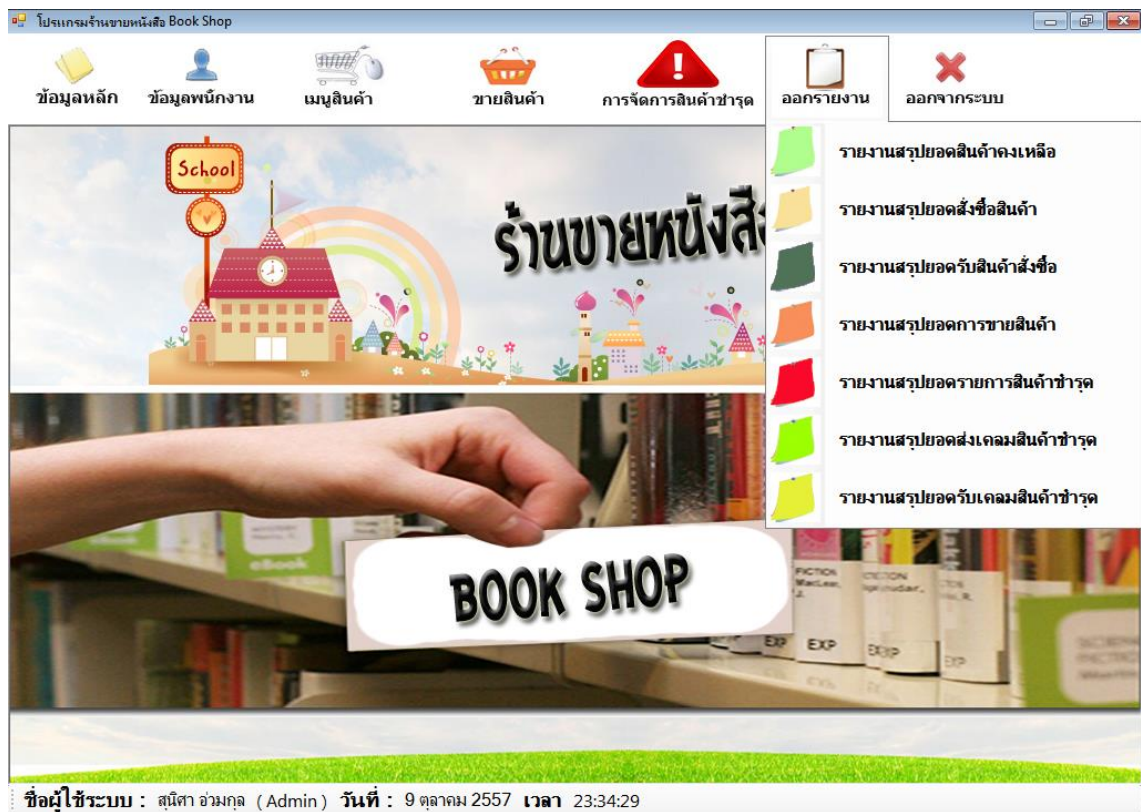 โปรแกรมร้านขายหนังสือ Book Shop
ข้อมูลหลัก ข้อมูลพนักงาน เมนูสินค้า ขายสินค้า การจัดการสินค้าชำรุด ออกรายงาน ออกจากระบบ
รายงานสรุปยอดสินค้าคงเหลือ
รายงานสรุปยอดสั่งซื้อสินค้า
รายงานสรุปยอดรับสินค้าสั่งซื้อ
รายงานสรุปยอดการขายสินค้า
รายงานสรุปยอดรายการสินค้าชำรุด
รายงานสรุปยอดส่งเคลมสินค้าชำรุด
รายงานสรุปยอดรับเคลมสินค้าชำรุด
School
ร้านขายหนังสื
eBook
BOOK SHOP
FICTION
MacLean,
J.
EXP EXP EXP EXP
ชื่อผู้ใช้ระบบ : สุนิศา อ่วมกุล ( Admin ) วันที่ : 9 ตุลาคม 2557 เวลา 23:34:29